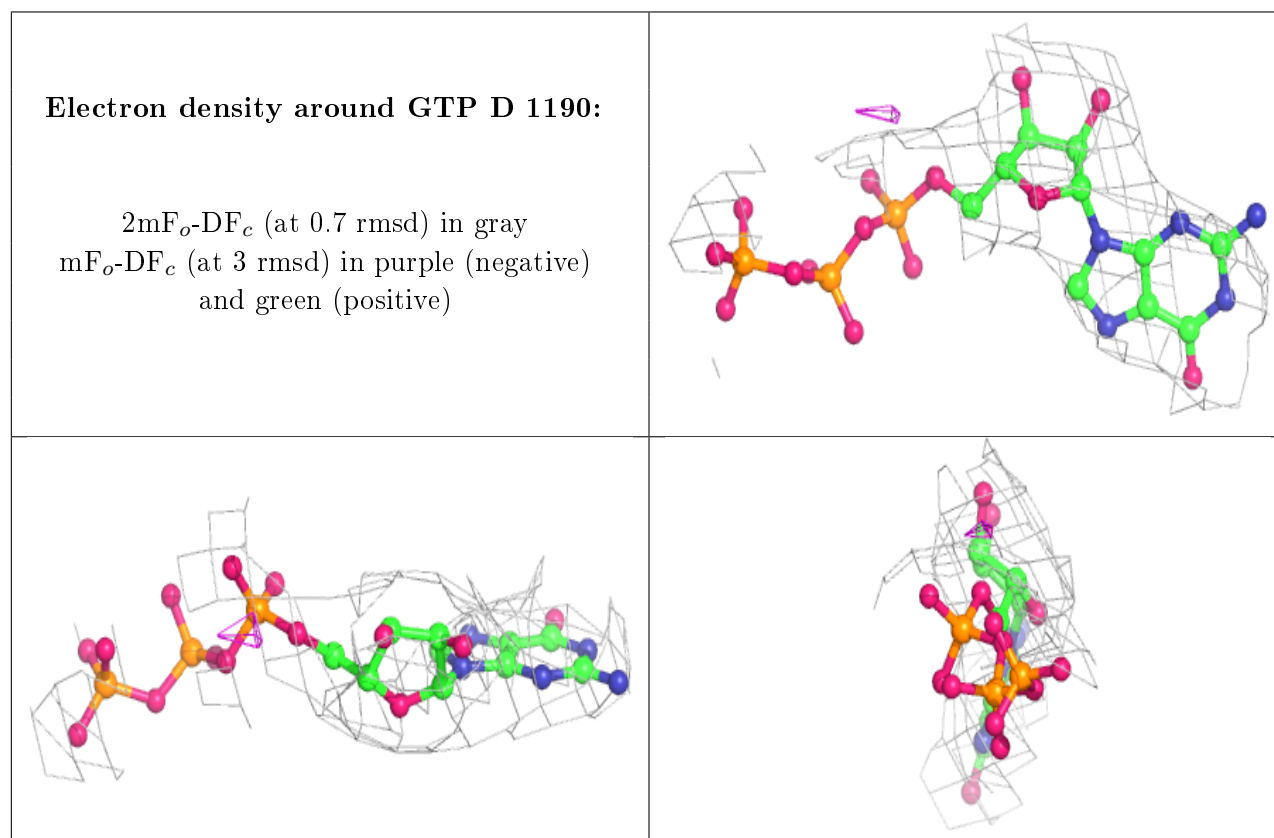 Electron density around GTP D 1190:
2mFₒ-DF𝑐 (at 0.7 rmsd) in gray
mFₒ-DF𝑐 (at 3 rmsd) in purple (negative)
and green (positive)